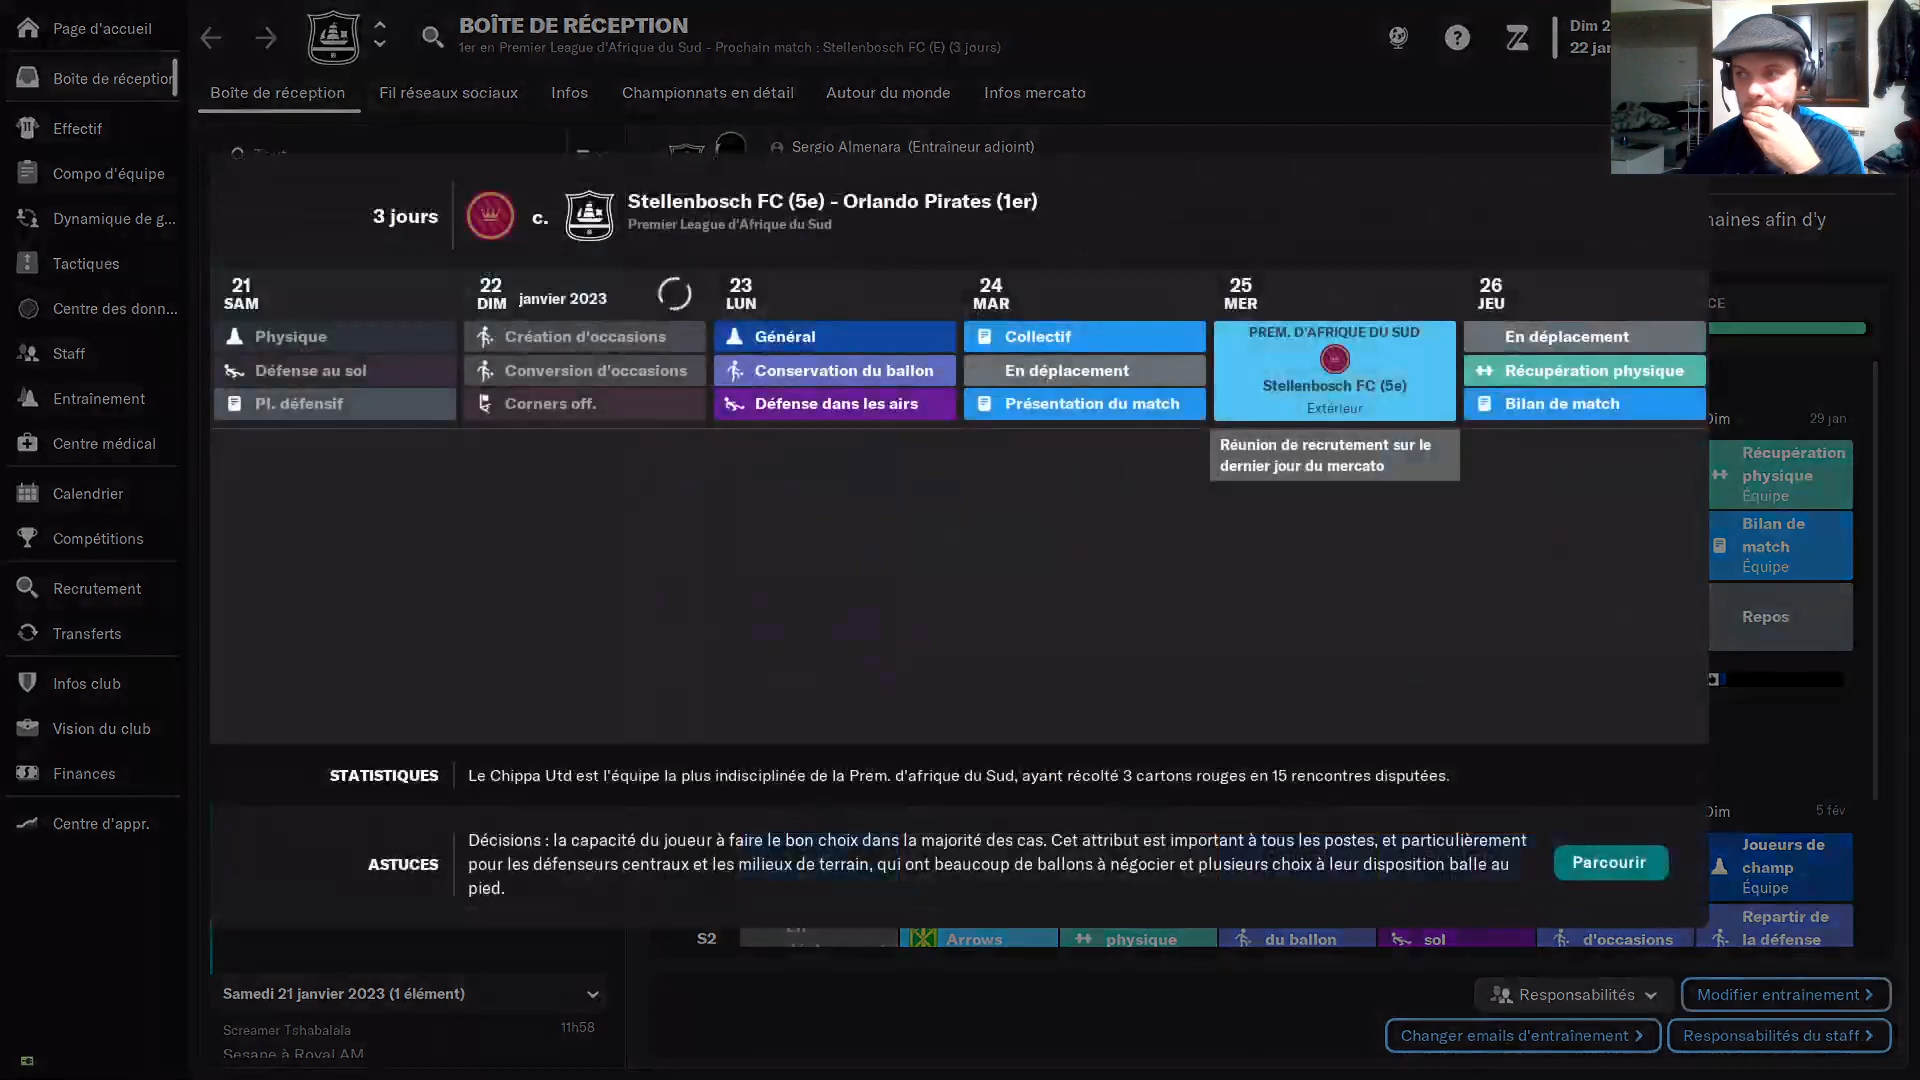 Page d'accueil
Boîte de réception
Effectif
Compo d'équipe
Dynamique de g...
Tactiques
Centre des donn...
Staff
Entraînement
Centre médical
Calendrier
Compétitions
Recrutement
Transferts
Infos club
Vision du club
Finances
Centre d'appr.
BOÎTE DE RÉCEPTION
1er en Premier League d'Afrique du Sud - Prochain match : Stellenbosch FC (E) (3 jours)
Dim 2
22 jan
Boîte de réception
Fil réseaux sociaux
Infos
Championnats en détail
Autour du monde
Infos mercato
Sergio Almenara (Entraîneur adjoint)
naines afin d'y
3 jours
c.
Stellenbosch FC (5e) - Orlando Pirates (1er)
Premier League d'Afrique du Sud
21
SAM
Physique
Défense au sol
Pl. défensif
22
DIM janvier 2023
Création d'occasions
Conversion d'occasions
Corners off.
23
LUN
Général
Conservation du ballon
Défense dans les airs
24
MAR
Collectif
En déplacement
Présentation du match
25
MER
PREM. D'AFRIQUE DU SUD
Stellenbosch FC (5e)
Extérieur
Réunion de recrutement sur le
dernier jour du mercato
26
JEU
En déplacement
Récupération physique
Bilan de match
CE
Dim 29 jan
Récupération
physique
Équipe
Bilan de
match
Équipe
Repos
STATISTIQUES
Le Chippa Utd est l'équipe la plus indisciplinée de la Prem. d'afrique du Sud, ayant récolté 3 cartons rouges en 15 rencontres disputées.
ASTUCES
Décisions : la capacité du joueur à faire le bon choix dans la majorité des cas. Cet attribut est important à tous les postes, et particulièrement
pour les défenseurs centraux et les milieux de terrain, qui ont beaucoup de ballons à négocier et plusieurs choix à leur disposition balle au
pied.
Parcourir
Dim 5 fév
Joueurs de
champ
Équipe
Repartir de
la défense
S2
Arrows
physique
du ballon
sol
d'occasions
Samedi 21 janvier 2023 (1 élément)
Screamer Tshabalala
11h58
Sesane à Royal AM
Responsabilités
Modifier entrainement
Changer emails d'entraînement
Responsabilités du staff